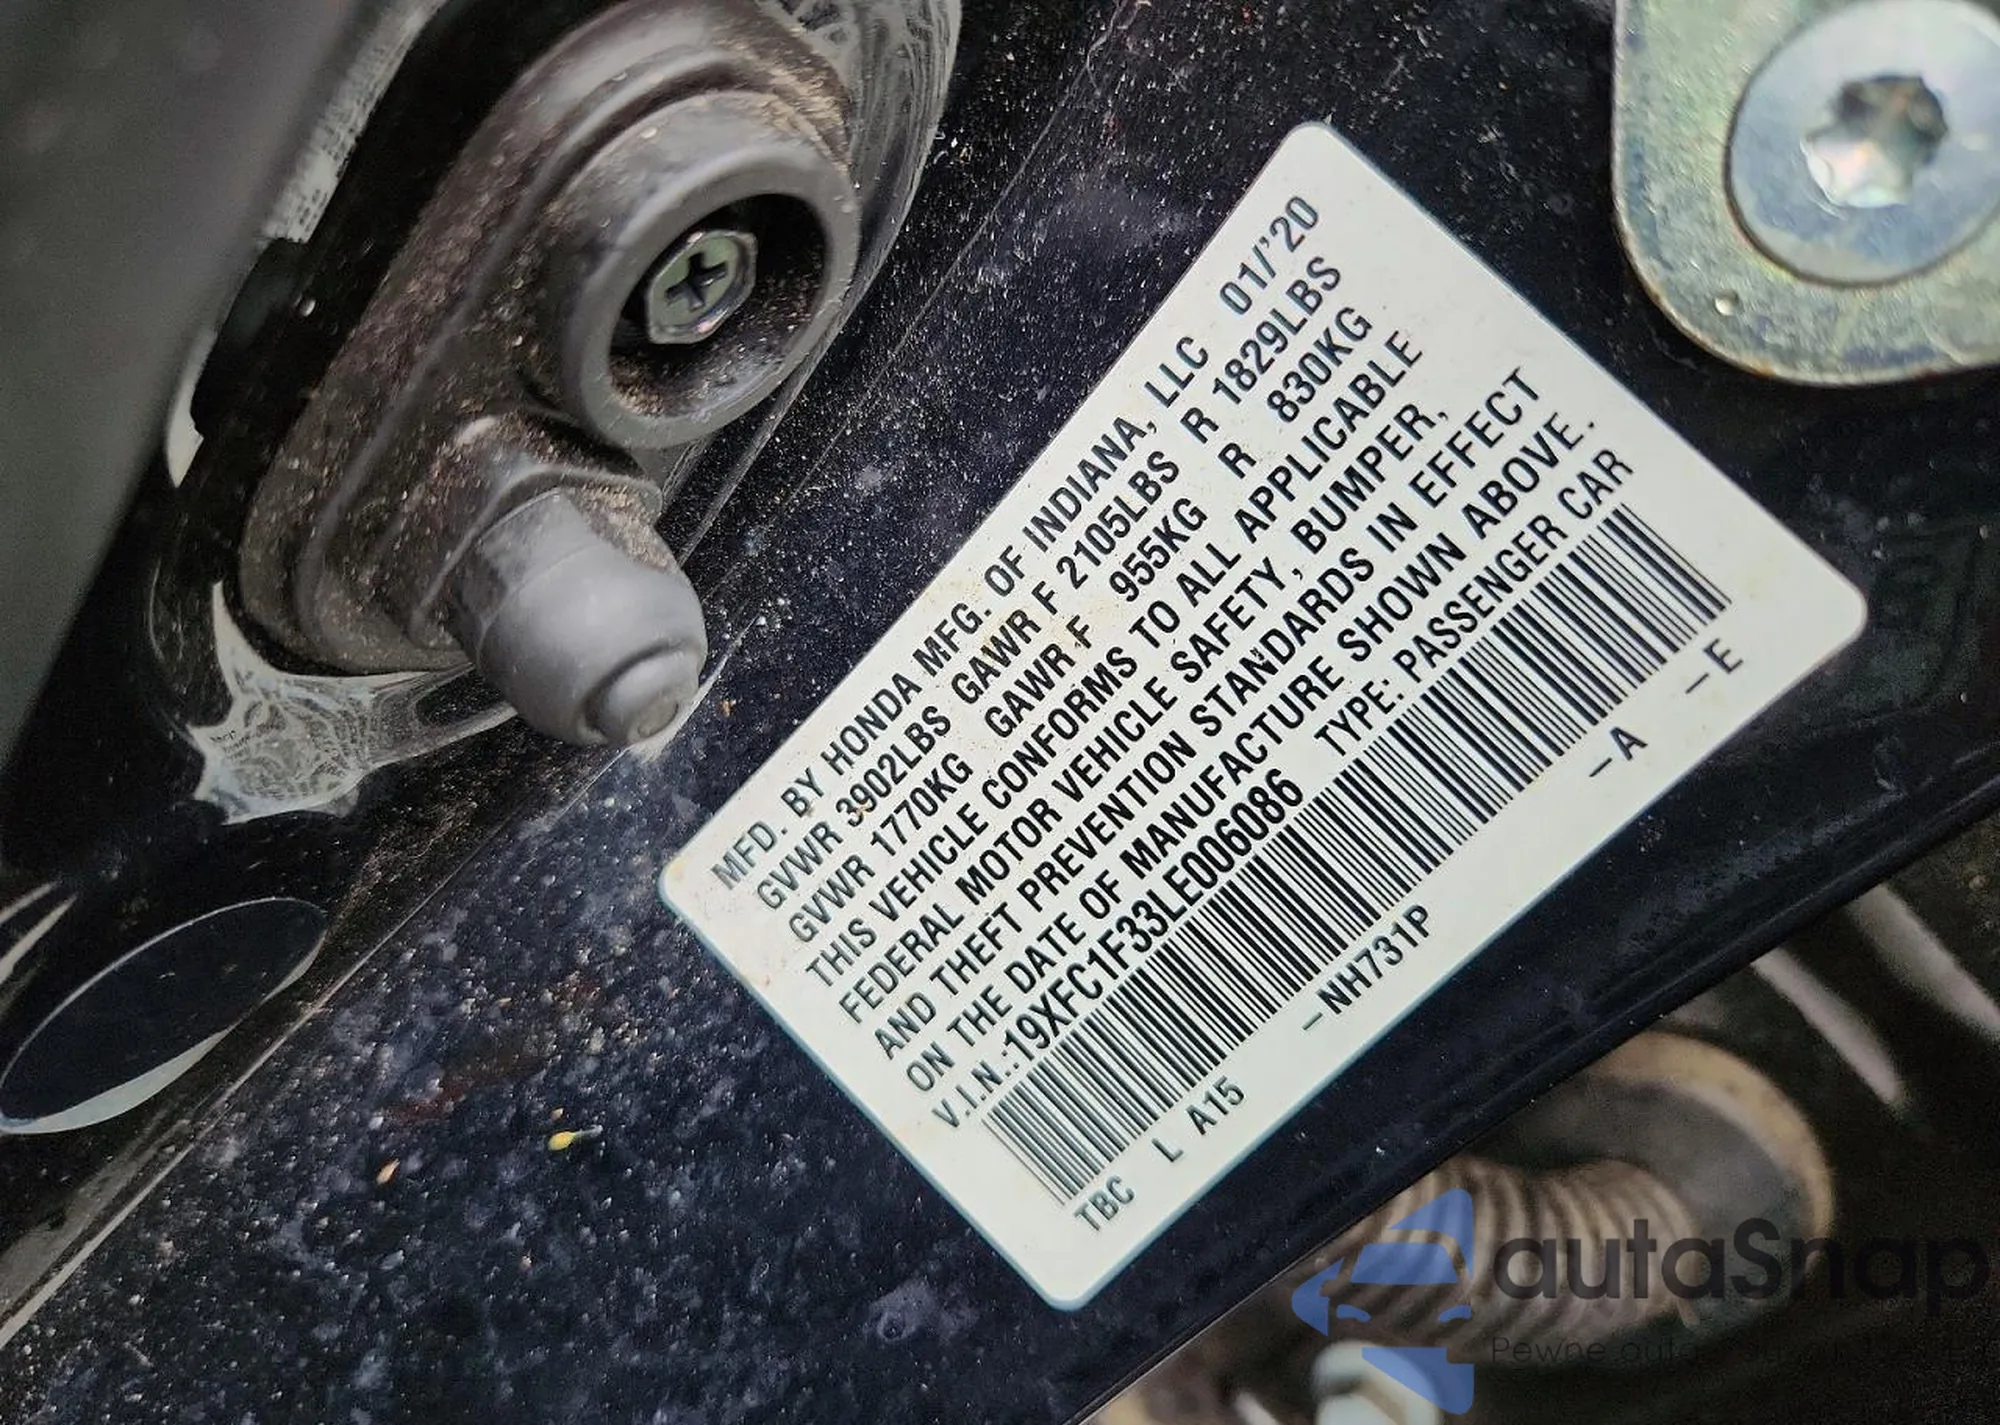 MFD. BY HONDA MFG. OF INDIANA, LLC 01/'20
GVWR 3902LBS GAWR F 2105LBS R 1829LBS
GVWR 1770KG GAWR F 955KG R 830KG
THIS VEHICLE CONFORMS TO ALL APPLICABLE
FEDERAL MOTOR VEHICLE SAFETY, BUMPER,
AND THEFT PREVENTION STANDARDS IN EFFECT
ON THE DATE OF MANUFACTURE SHOWN ABOVE.
V.I.N.:19XFC1F33LE006086 TYPE: PASSENGER CAR
TBC L A15 –NH731P –A –E
autaSnap
Pewne auta